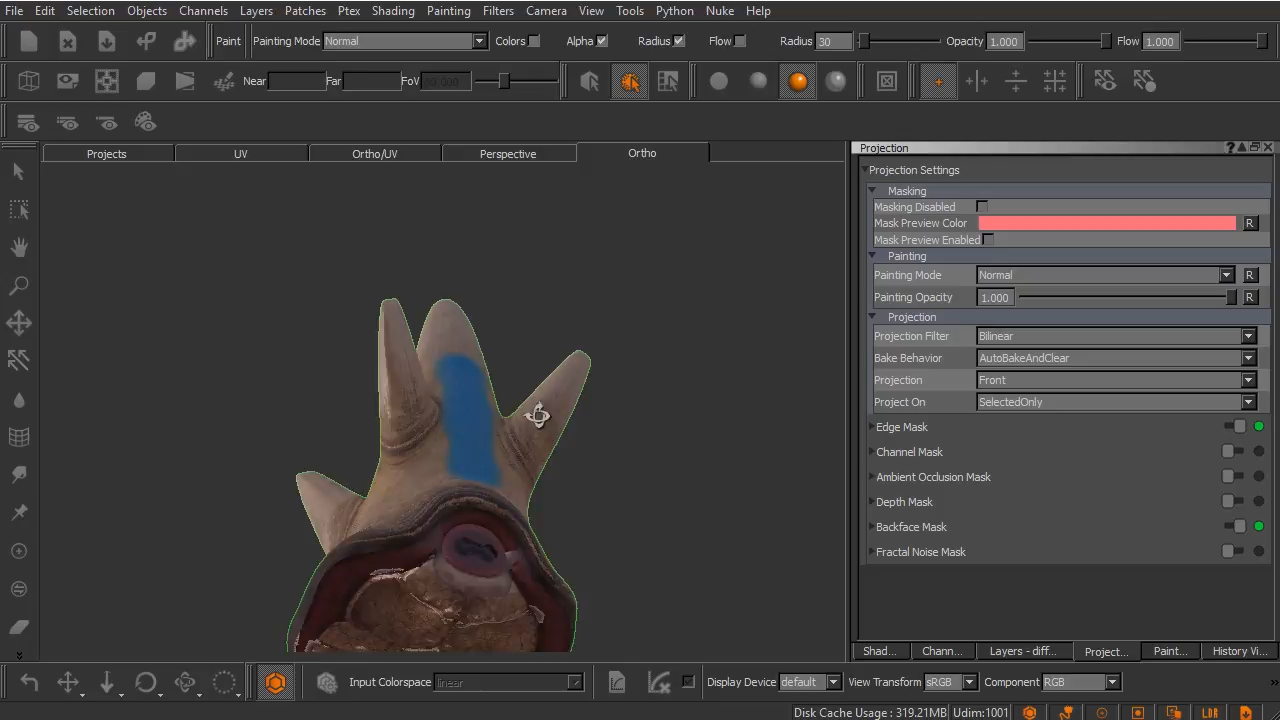 File Edit Selection Objects Channels Layers Patches Ptex Shading Painting Filters Camera View Tools Python Nuke Help
Paint Painting Mode Normal Colors Alpha Radius Flow Radius 30 Opacity 1.000 Flow 1.000
Near Far FoV
Projects UV Ortho/UV Perspective Ortho
Projection
Projection Settings
Masking
Masking Disabled
Mask Preview Color R
Mask Preview Enabled
Painting
Painting Mode Normal R
Painting Opacity 1.000 R
Projection
Projection Filter Bilinear
Bake Behavior AutoBakeAndClear
Projection Front
Project On SelectedOnly
Edge Mask
Channel Mask
Ambient Occlusion Mask
Depth Mask
Backface Mask
Fractal Noise Mask
Shad... Chann... Layers - diff... Project... Paint... History Vi...
Input Colorspace linear Display Device default View Transform sRGB Component RGB
Disk Cache Usage : 319.21MB Udim:1001 LDR